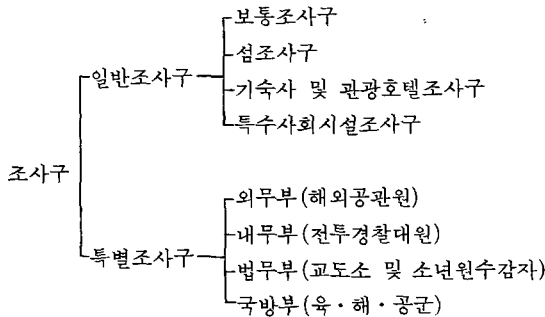 조사구
일반조사구
보통조사구
섬조사구
기숙사 및 관광호텔조사구
특수사회시설조사구
특별조사구
외무부(해외공관원)
내무부(전투경찰대원)
법무부(교도소 및 소년원수감자)
국방부(육·해·공군)